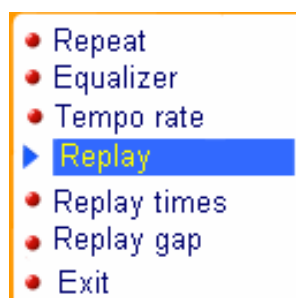 Repeat
Equalizer
Tempo rate
Replay
Replay times
Replay gap
Exit